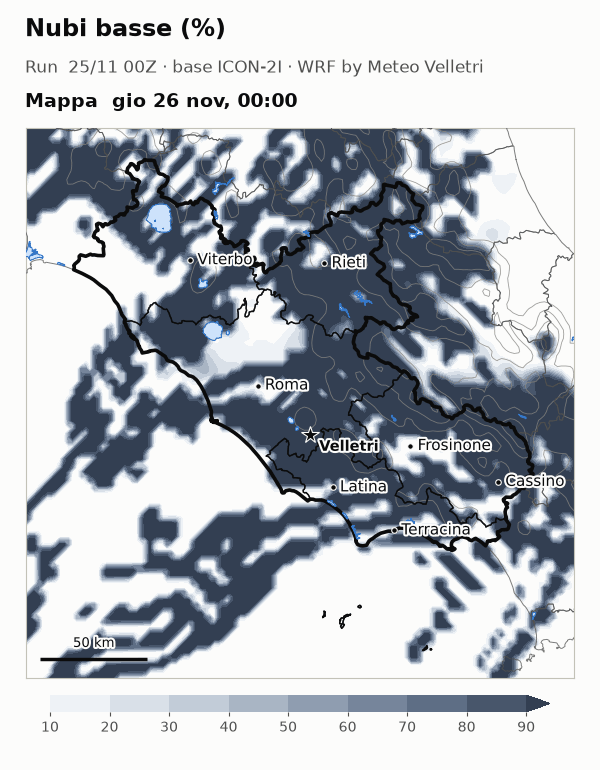 Nubi basse (%)
Run  25/11 00Z · base ICON-2I · WRF by Meteo Velletri
Mappa  gio 26 nov, 00:00
Viterbo
Rieti
Roma
Velletri
Frosinone
Latina
Cassino
Terracina
50 km
10 20 30 40 50 60 70 80 90